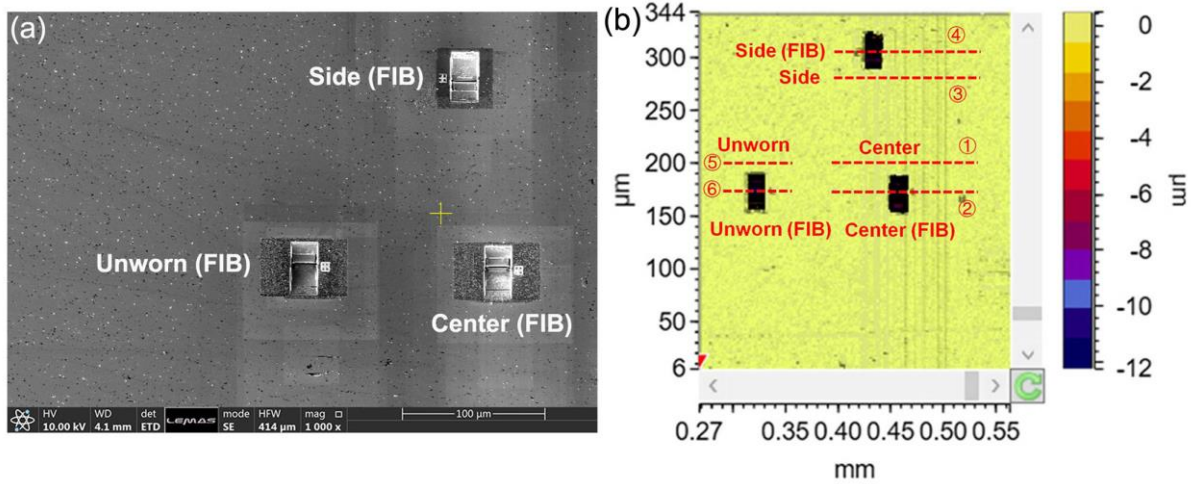 (a)
Side (FIB)
Unworn (FIB)
Center (FIB)
HV WD det LEMAS mode HFW mag □
10.00 kV 4.1 mm ETD SE 414 μm 1 000 x
100 μm
(b)
344
300
250
200
150
100
50
6
μm
④
Side (FIB)
Side
③
Unworn Center ①
⑤
⑥
②
Unworn (FIB) Center (FIB)
0.27 0.35 0.40 0.45 0.50 0.55
mm
0
-2
-4
-6
-8
-10
-12
μm